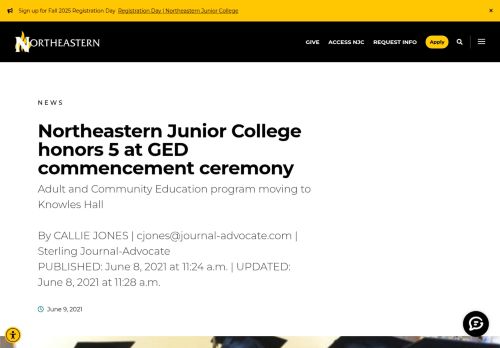 Sign up for Fall 2025 Registration Day Registration Day | Northeastern Junior College ×
NORTHEASTERN GIVE ACCESS NJC REQUEST INFO Apply
NEWS
Northeastern Junior College
honors 5 at GED
commencement ceremony
Adult and Community Education program moving to
Knowles Hall
By CALLIE JONES | cjones@journal-advocate.com |
Sterling Journal-Advocate
PUBLISHED: June 8, 2021 at 11:24 a.m. | UPDATED:
June 8, 2021 at 11:28 a.m.
June 9, 2021